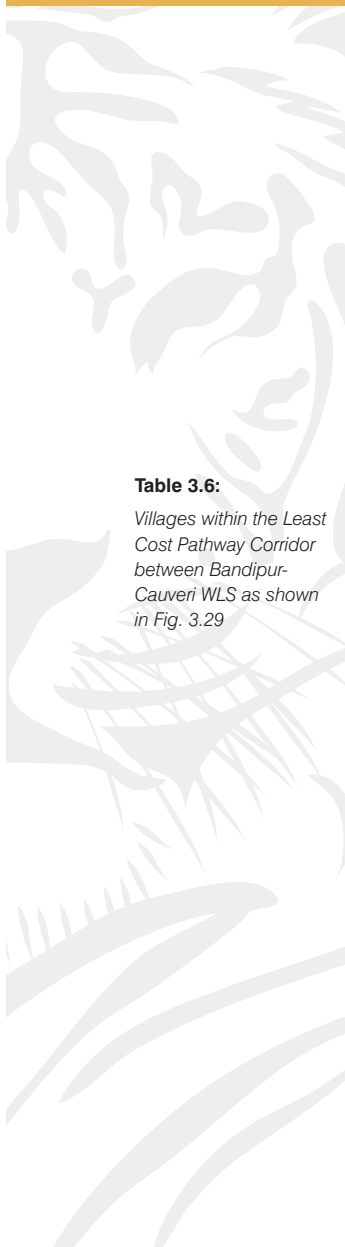 Table 3.6:
Villages within the Least
Cost Pathway Corridor
between Bandipur-
Cauveri WLS as shown
in Fig. 3.29